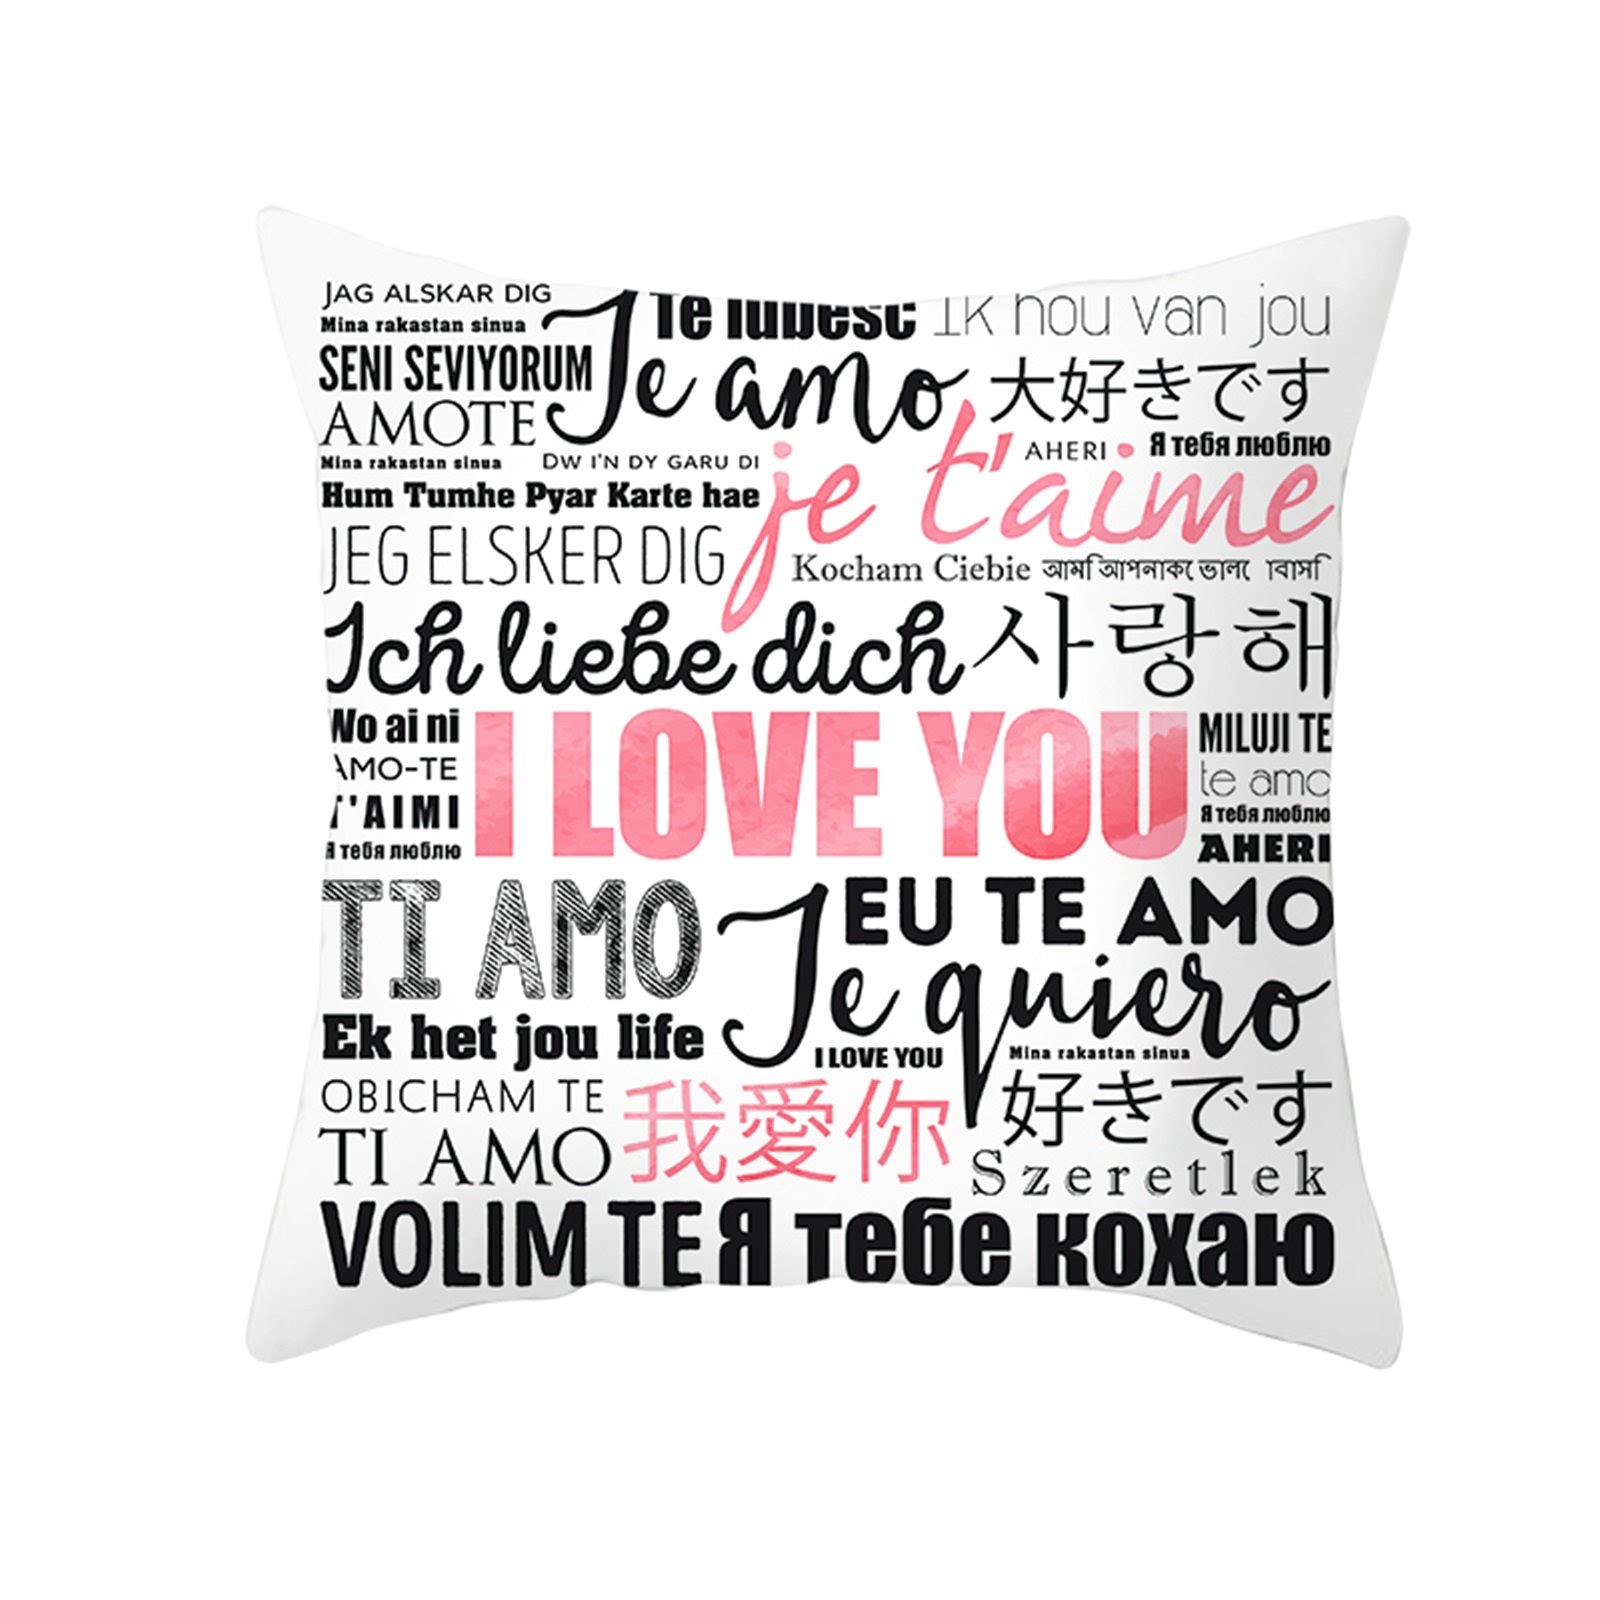 JAG ALSKAR DIG
Te iubesc
Ik hou van jou
Mina rakastan sinua
SENI SEVIYORUM
Te amo
大好きです
AMOTE
AHERI
Я тебя люблю
Mina rakastan sinua
DW I'N DY GARU DI
je t'aime
Hum Tumhe Pyar Karte hae
JEG ELSKER DIG
Kocham Ciebie
Ich liebe dich
사랑해
Wo ai ni
I LOVE YOU
MILUJI TE
AMO-TE
te amo
T'AIMI
Я тебя люблю
Я тебя люблю
AHERI
TI AMO
EU TE AMO
Te quiero
Ek het jou life
I LOVE YOU
Mina rakastan sinua
OBICHAM TE
我愛你
好きです
TI AMO
Szeretlek
VOLIM TE
Я тебе кохаю